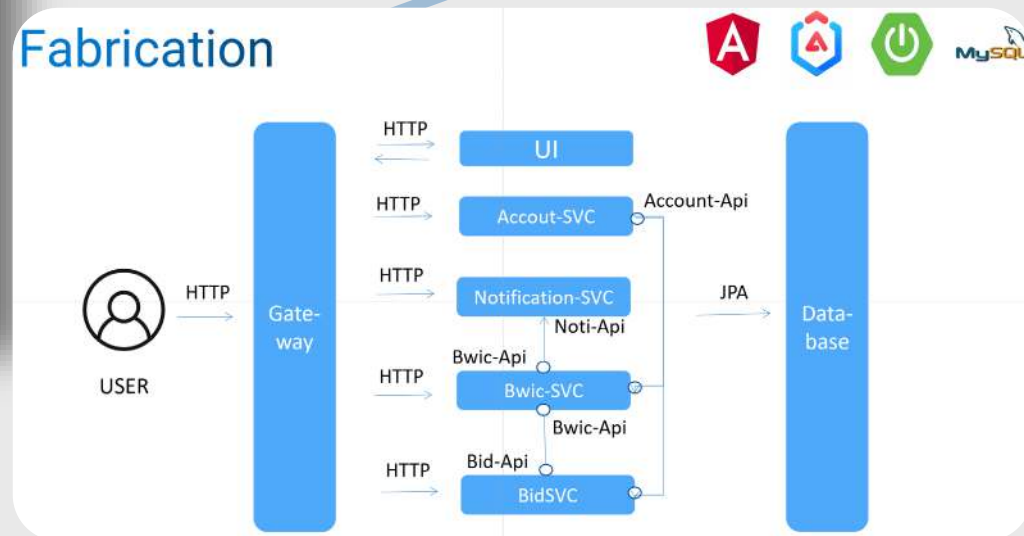 Fabrication
MySQL
HTTP
UI
HTTP
Accout-SVC
Account-Api
HTTP
Notification-SVC
HTTP
JPA
Gate-
way
Data-
base
Noti-Api
USER
Bwic-Api
HTTP
Bwic-SVC
Bwic-Api
HTTP
Bid-Api
BidSVC